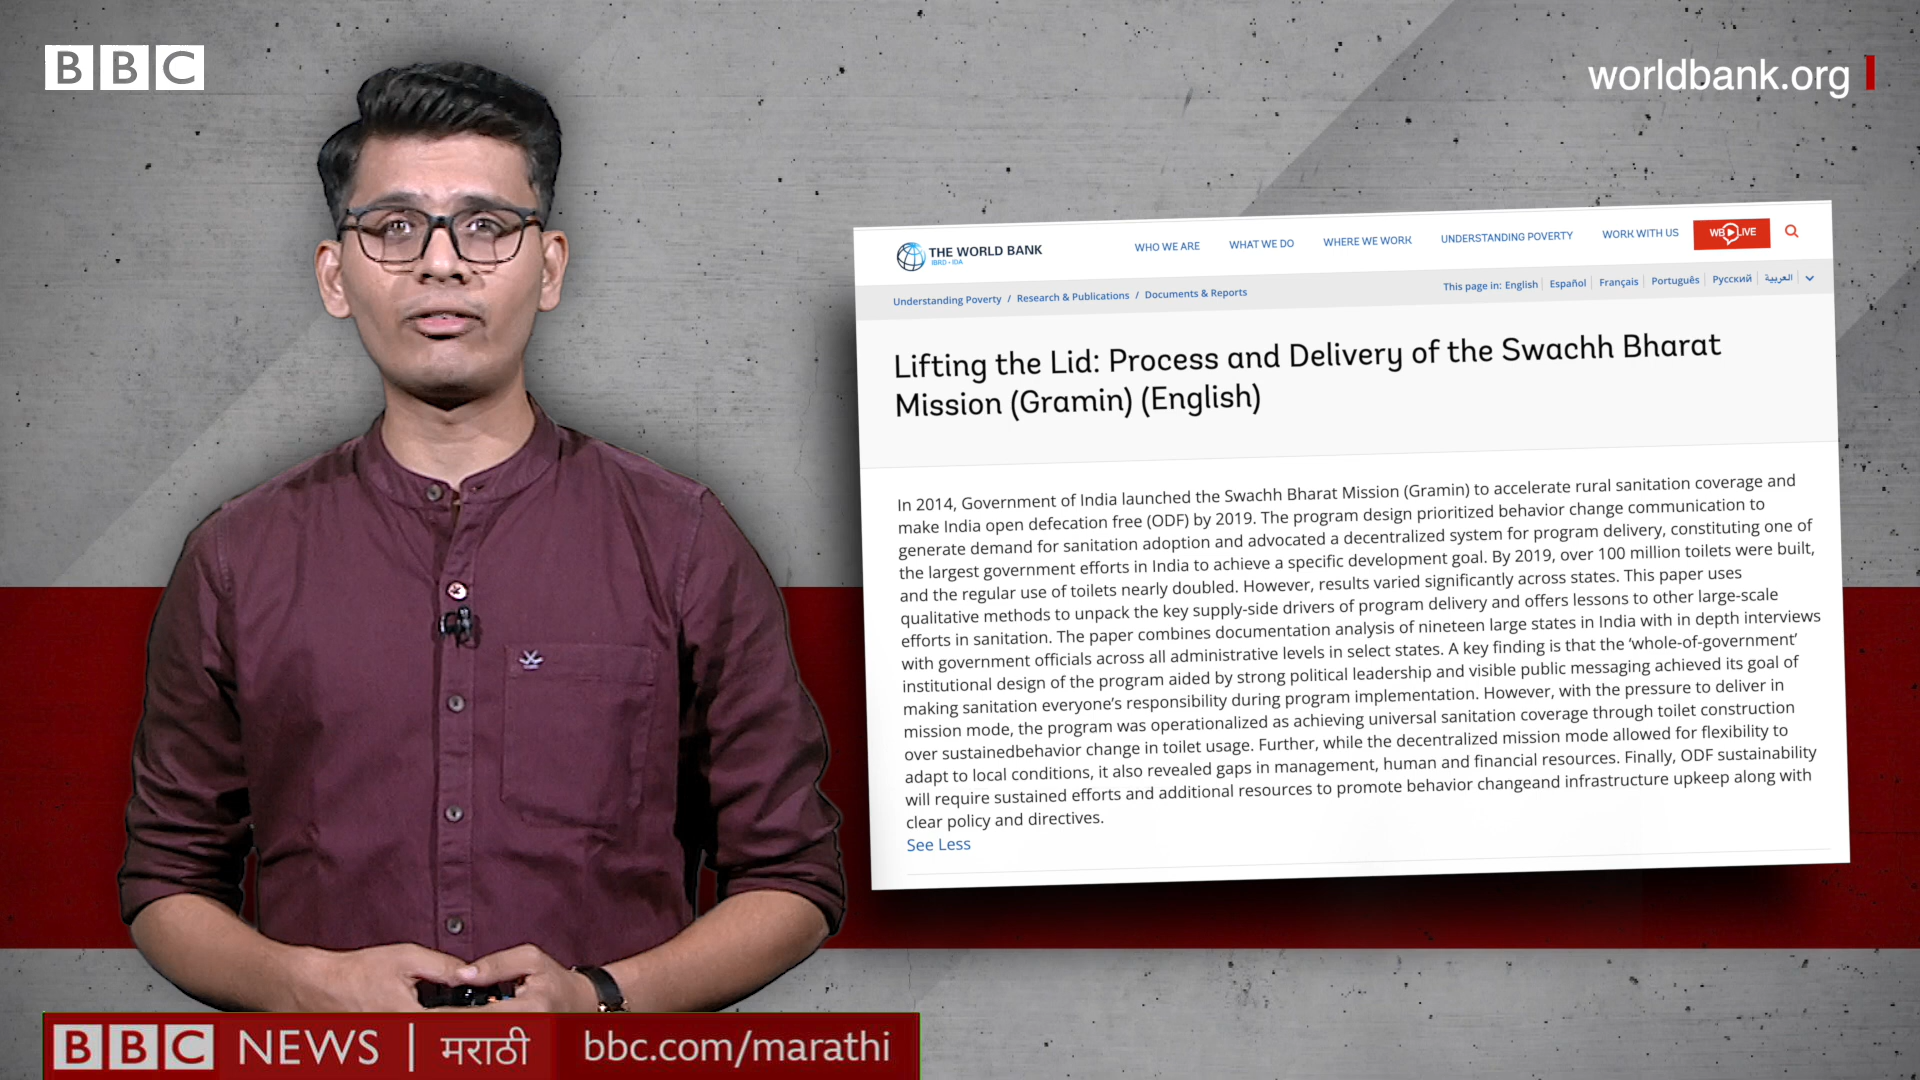 BBC
worldbank.org
THE WORLD BANK
IBRD • IDA
WHO WE ARE
WHAT WE DO
WHERE WE WORK
UNDERSTANDING POVERTY
WORK WITH US
WB LIVE
Understanding Poverty / Research & Publications / Documents & Reports
This page in: English Español Français Português Русский العربية
Lifting the Lid: Process and Delivery of the Swachh Bharat
Mission (Gramin) (English)
In 2014, Government of India launched the Swachh Bharat Mission (Gramin) to accelerate rural sanitation coverage and
make India open defecation free (ODF) by 2019. The program design prioritized behavior change communication to
generate demand for sanitation adoption and advocated a decentralized system for program delivery, constituting one of
the largest government efforts in India to achieve a specific development goal. By 2019, over 100 million toilets were built,
and the regular use of toilets nearly doubled. However, results varied significantly across states. This paper uses
qualitative methods to unpack the key supply-side drivers of program delivery and offers lessons to other large-scale
efforts in sanitation. The paper combines documentation analysis of nineteen large states in India with in depth interviews
with government officials across all administrative levels in select states. A key finding is that the ‘whole-of-government’
institutional design of the program aided by strong political leadership and visible public messaging achieved its goal of
making sanitation everyone’s responsibility during program implementation. However, with the pressure to deliver in
mission mode, the program was operationalized as achieving universal sanitation coverage through toilet construction
over sustainedbehavior change in toilet usage. Further, while the decentralized mission mode allowed for flexibility to
adapt to local conditions, it also revealed gaps in management, human and financial resources. Finally, ODF sustainability
will require sustained efforts and additional resources to promote behavior changeand infrastructure upkeep along with
clear policy and directives.
See Less
BBC NEWS | मराठी bbc.com/marathi